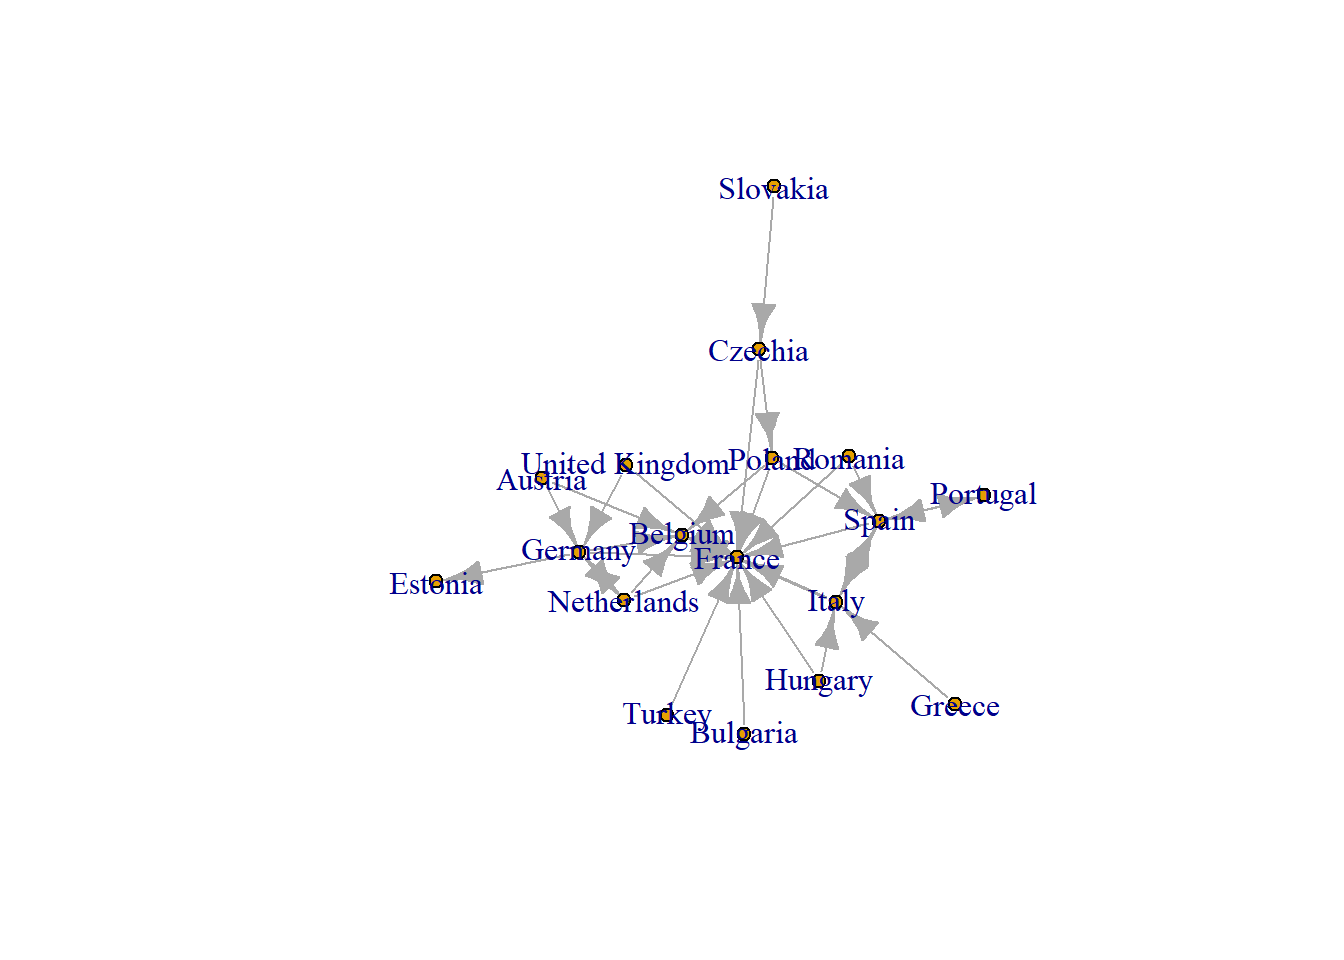 Slovakia
Czechia
United Kingdom
Poland
Romania
Austria
Portugal
Spain
Belgium
Germany
France
Estonia
Netherlands
Italy
Hungary
Greece
Turkey
Bulgaria